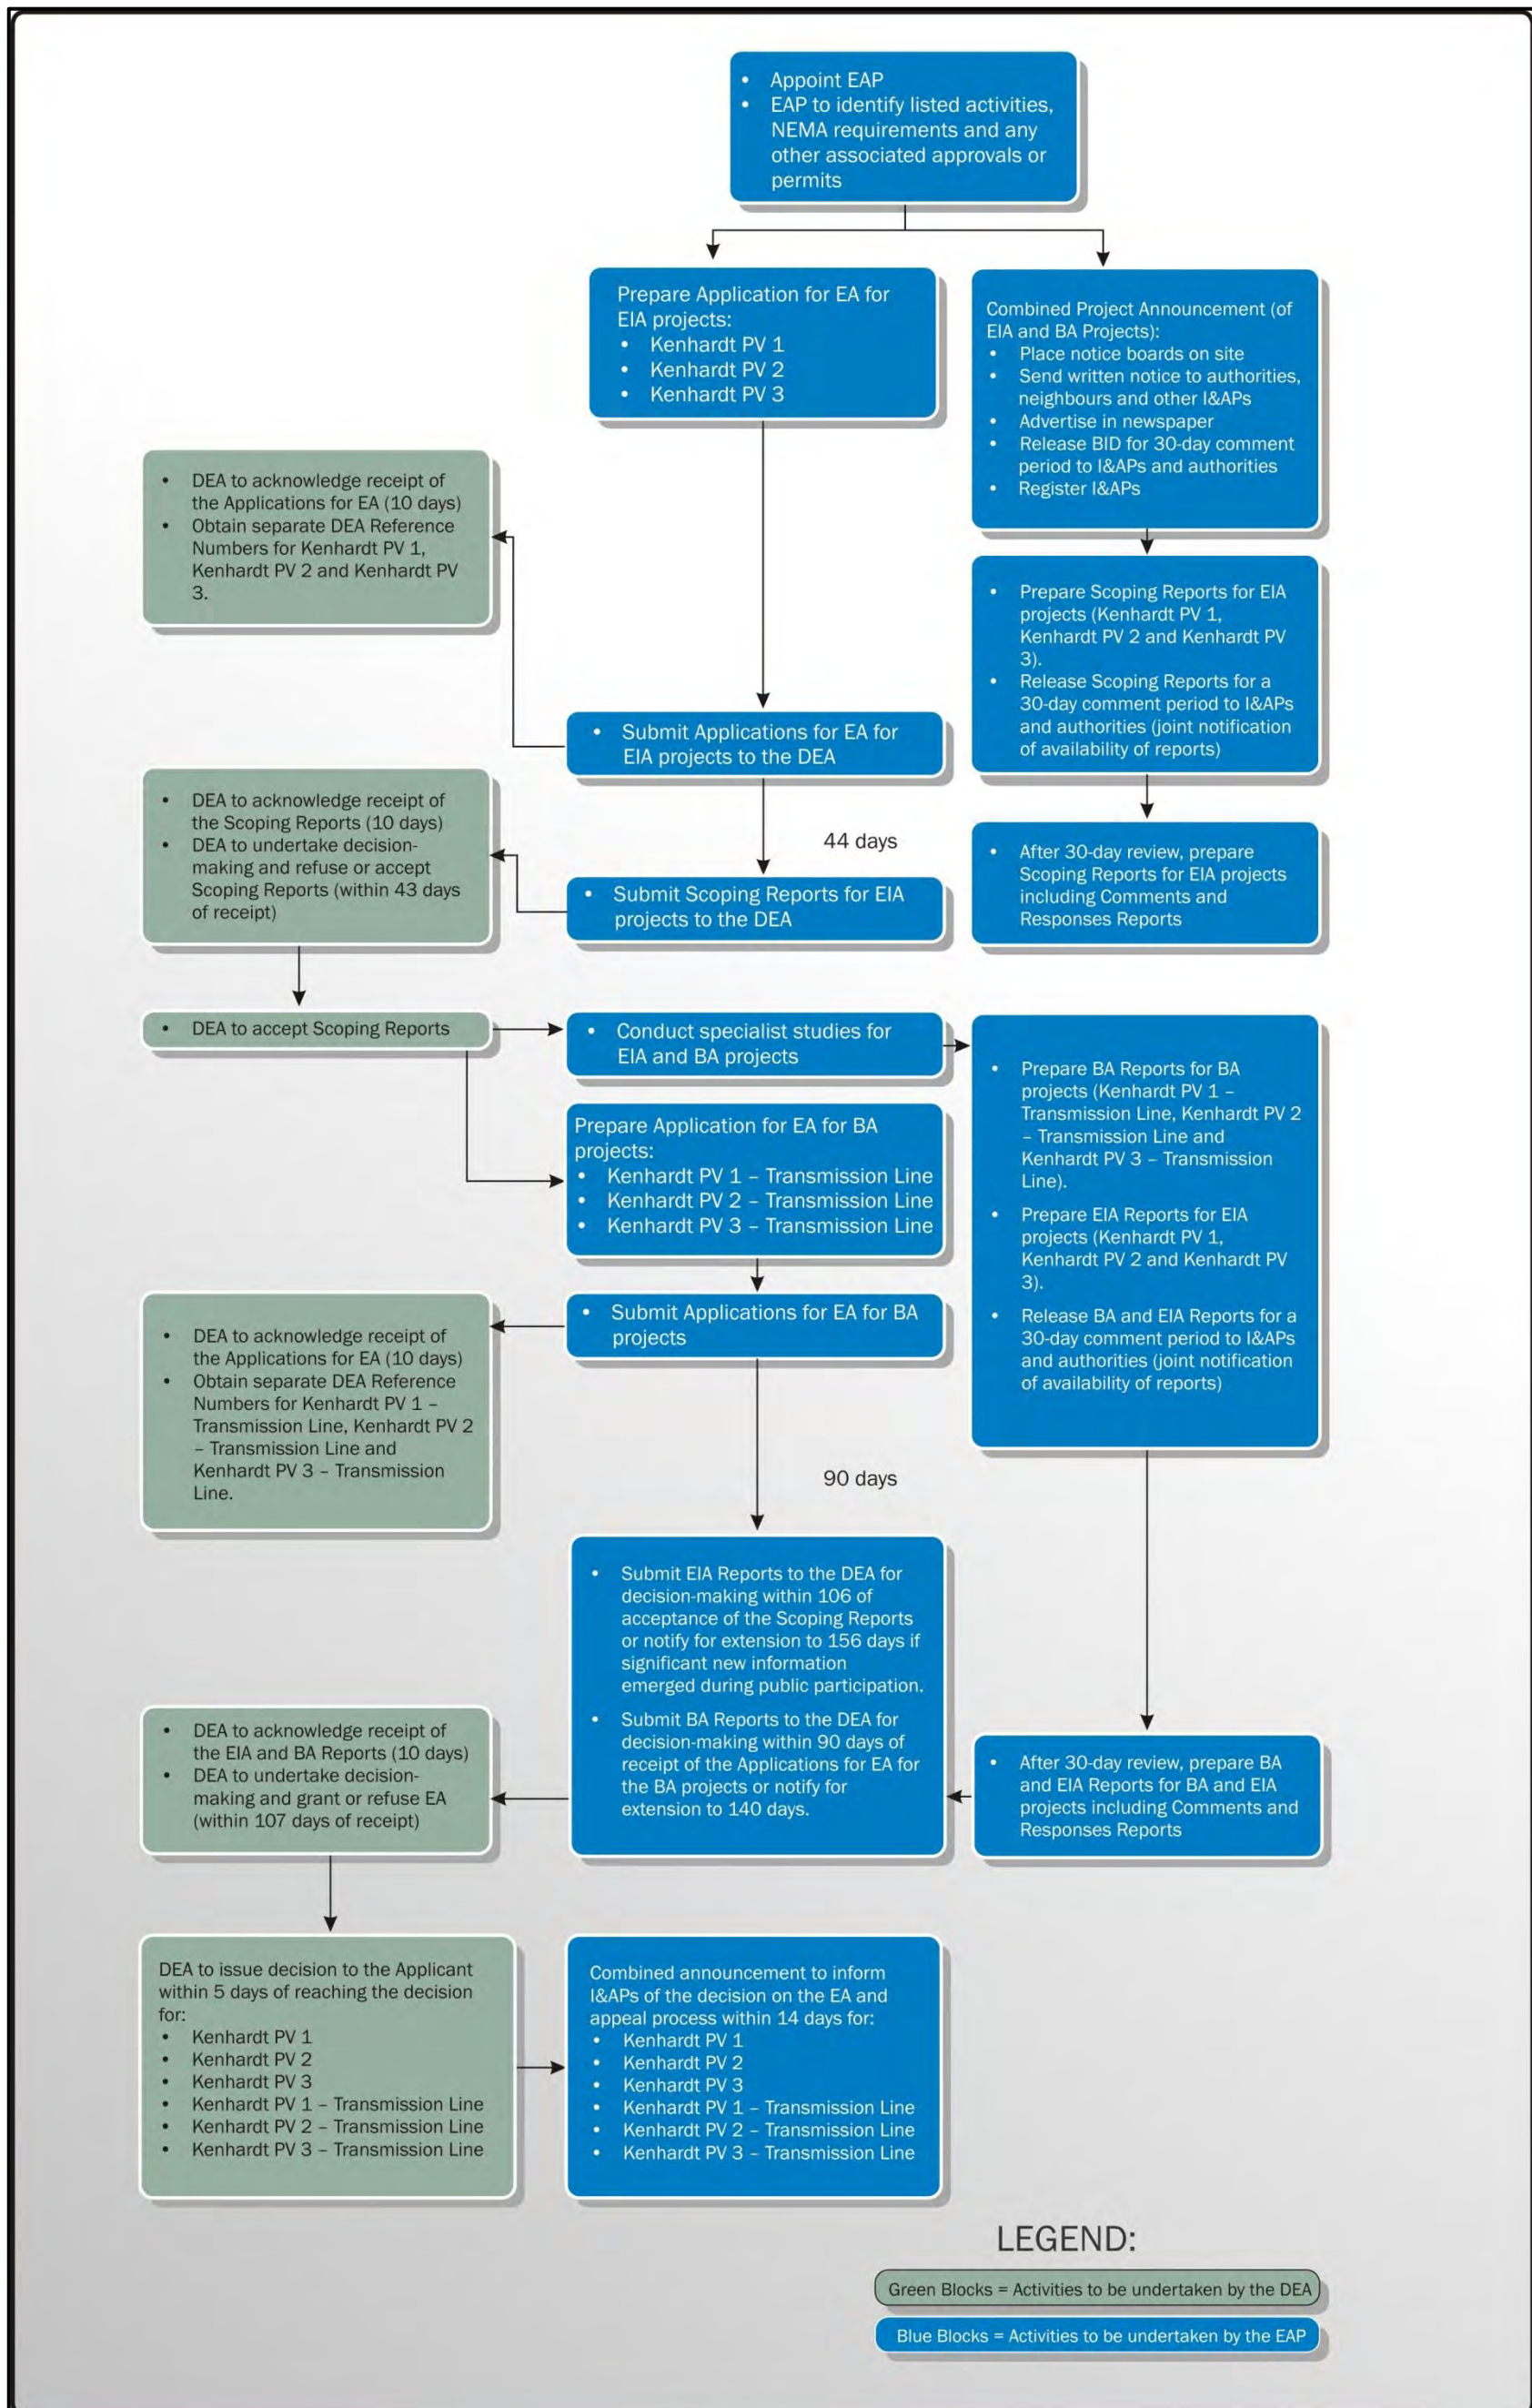 • Appoint EAP
• EAP to identify listed activities,
NEMA requirements and any
other associated approvals or
permits
Prepare Application for EA for
EIA projects:
• Kenhardt PV 1
• Kenhardt PV 2
• Kenhardt PV 3
Combined Project Announcement (of
EIA and BA Projects):
• Place notice boards on site
• Send written notice to authorities,
neighbours and other I&APs
• Advertise in newspaper
• Release BID for 30-day comment
period to I&APs and authorities
• Register I&APs
• DEA to acknowledge receipt of
the Applications for EA (10 days)
• Obtain separate DEA Reference
Numbers for Kenhardt PV 1,
Kenhardt PV 2 and Kenhardt PV
3.
• Prepare Scoping Reports for EIA
projects (Kenhardt PV 1,
Kenhardt PV 2 and Kenhardt PV
3).
• Release Scoping Reports for a
30-day comment period to I&APs
and authorities (joint notification
of availability of reports)
• Submit Applications for EA for
EIA projects to the DEA
• DEA to acknowledge receipt of
the Scoping Reports (10 days)
• DEA to undertake decision-
making and refuse or accept
Scoping Reports (within 43 days
of receipt)
44 days
• Submit Scoping Reports for EIA
projects to the DEA
• After 30-day review, prepare
Scoping Reports for EIA projects
including Comments and
Responses Reports
• DEA to accept Scoping Reports
• Conduct specialist studies for
EIA and BA projects
Prepare Application for EA for BA
projects:
• Kenhardt PV 1 – Transmission Line
• Kenhardt PV 2 – Transmission Line
• Kenhardt PV 3 – Transmission Line
• Prepare BA Reports for BA
projects (Kenhardt PV 1 –
Transmission Line, Kenhardt PV 2
– Transmission Line and
Kenhardt PV 3 – Transmission
Line).
• Prepare EIA Reports for EIA
projects (Kenhardt PV 1,
Kenhardt PV 2 and Kenhardt PV
3).
• Release BA and EIA Reports for a
30-day comment period to I&APs
and authorities (joint notification
of availability of reports)
• Submit Applications for EA for BA
projects
• DEA to acknowledge receipt of
the Applications for EA (10 days)
• Obtain separate DEA Reference
Numbers for Kenhardt PV 1 –
Transmission Line, Kenhardt PV 2
– Transmission Line and
Kenhardt PV 3 – Transmission
Line.
90 days
• Submit EIA Reports to the DEA for
decision-making within 106 of
acceptance of the Scoping Reports
or notify for extension to 156 days if
significant new information
emerged during public participation.
• Submit BA Reports to the DEA for
decision-making within 90 days of
receipt of the Applications for EA for
the BA projects or notify for
extension to 140 days.
• DEA to acknowledge receipt of
the EIA and BA Reports (10 days)
• DEA to undertake decision-
making and grant or refuse EA
(within 107 days of receipt)
• After 30-day review, prepare BA
and EIA Reports for BA and EIA
projects including Comments and
Responses Reports
DEA to issue decision to the Applicant
within 5 days of reaching the decision
for:
• Kenhardt PV 1
• Kenhardt PV 2
• Kenhardt PV 3
• Kenhardt PV 1 – Transmission Line
• Kenhardt PV 2 – Transmission Line
• Kenhardt PV 3 – Transmission Line
Combined announcement to inform
I&APs of the decision on the EA and
appeal process within 14 days for:
• Kenhardt PV 1
• Kenhardt PV 2
• Kenhardt PV 3
• Kenhardt PV 1 – Transmission Line
• Kenhardt PV 2 – Transmission Line
• Kenhardt PV 3 – Transmission Line
LEGEND:
Green Blocks = Activities to be undertaken by the DEA
Blue Blocks = Activities to be undertaken by the EAP